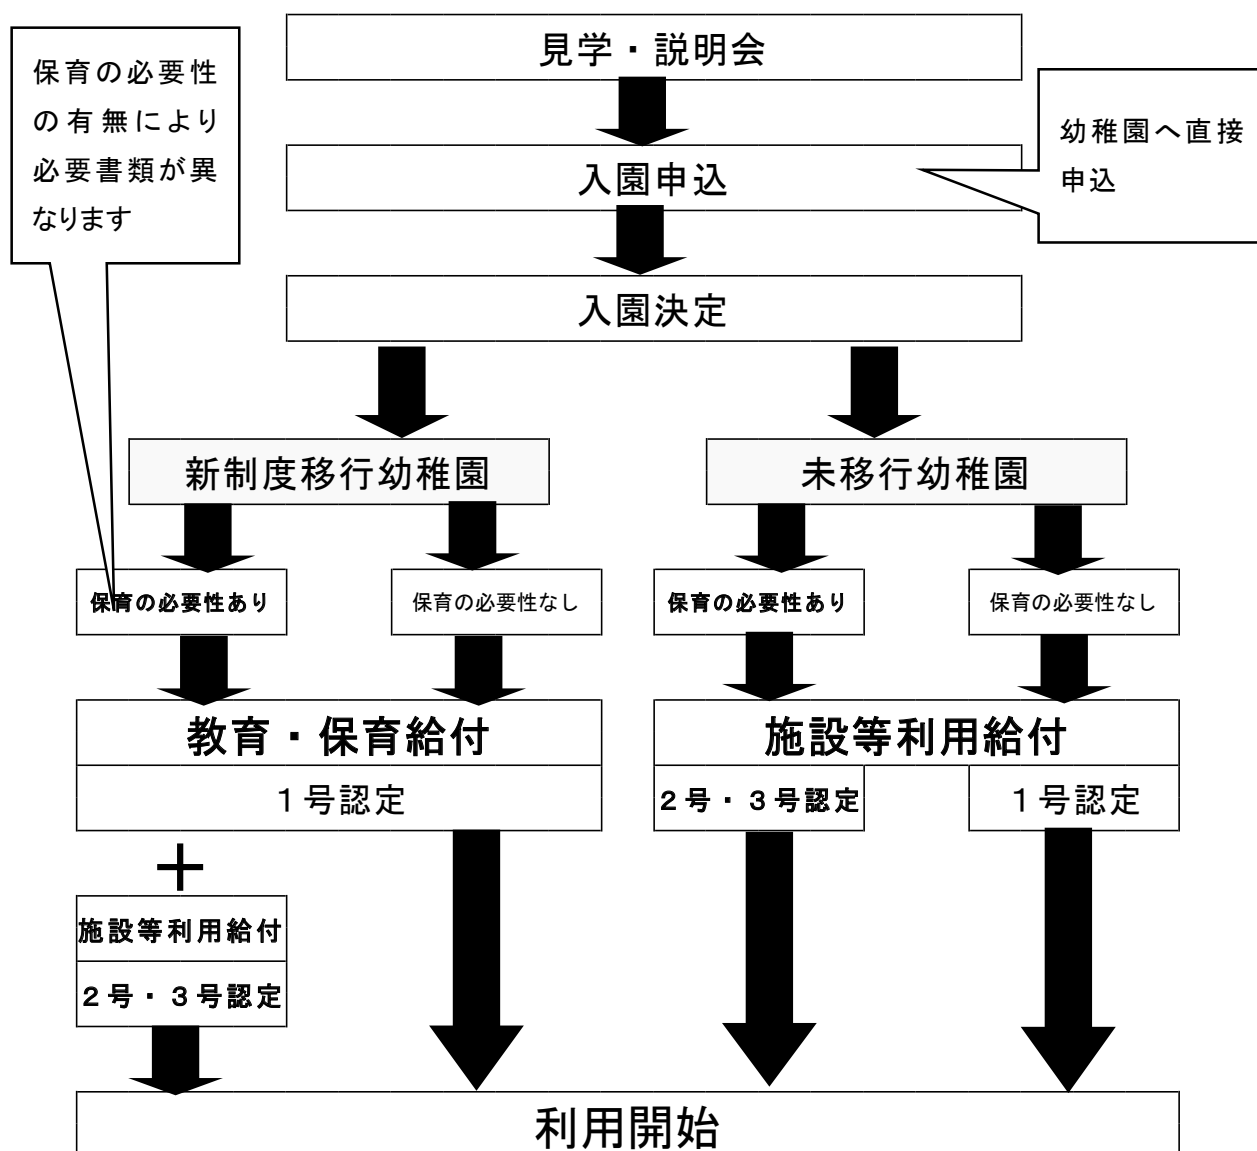 見学・説明会
保育の必要性
の有無により
必要書類が異
なります
幼稚園へ直接
申込
入園申込
入園決定
新制度移行幼稚園
未移行幼稚園
保育の必要性あり
保育の必要性なし
保育の必要性あり
保育の必要性なし
教育・保育給付
施設等利用給付
１号認定
２号・３号認定
１号認定
＋
施設等利用給付
２号・３号認定
利用開始